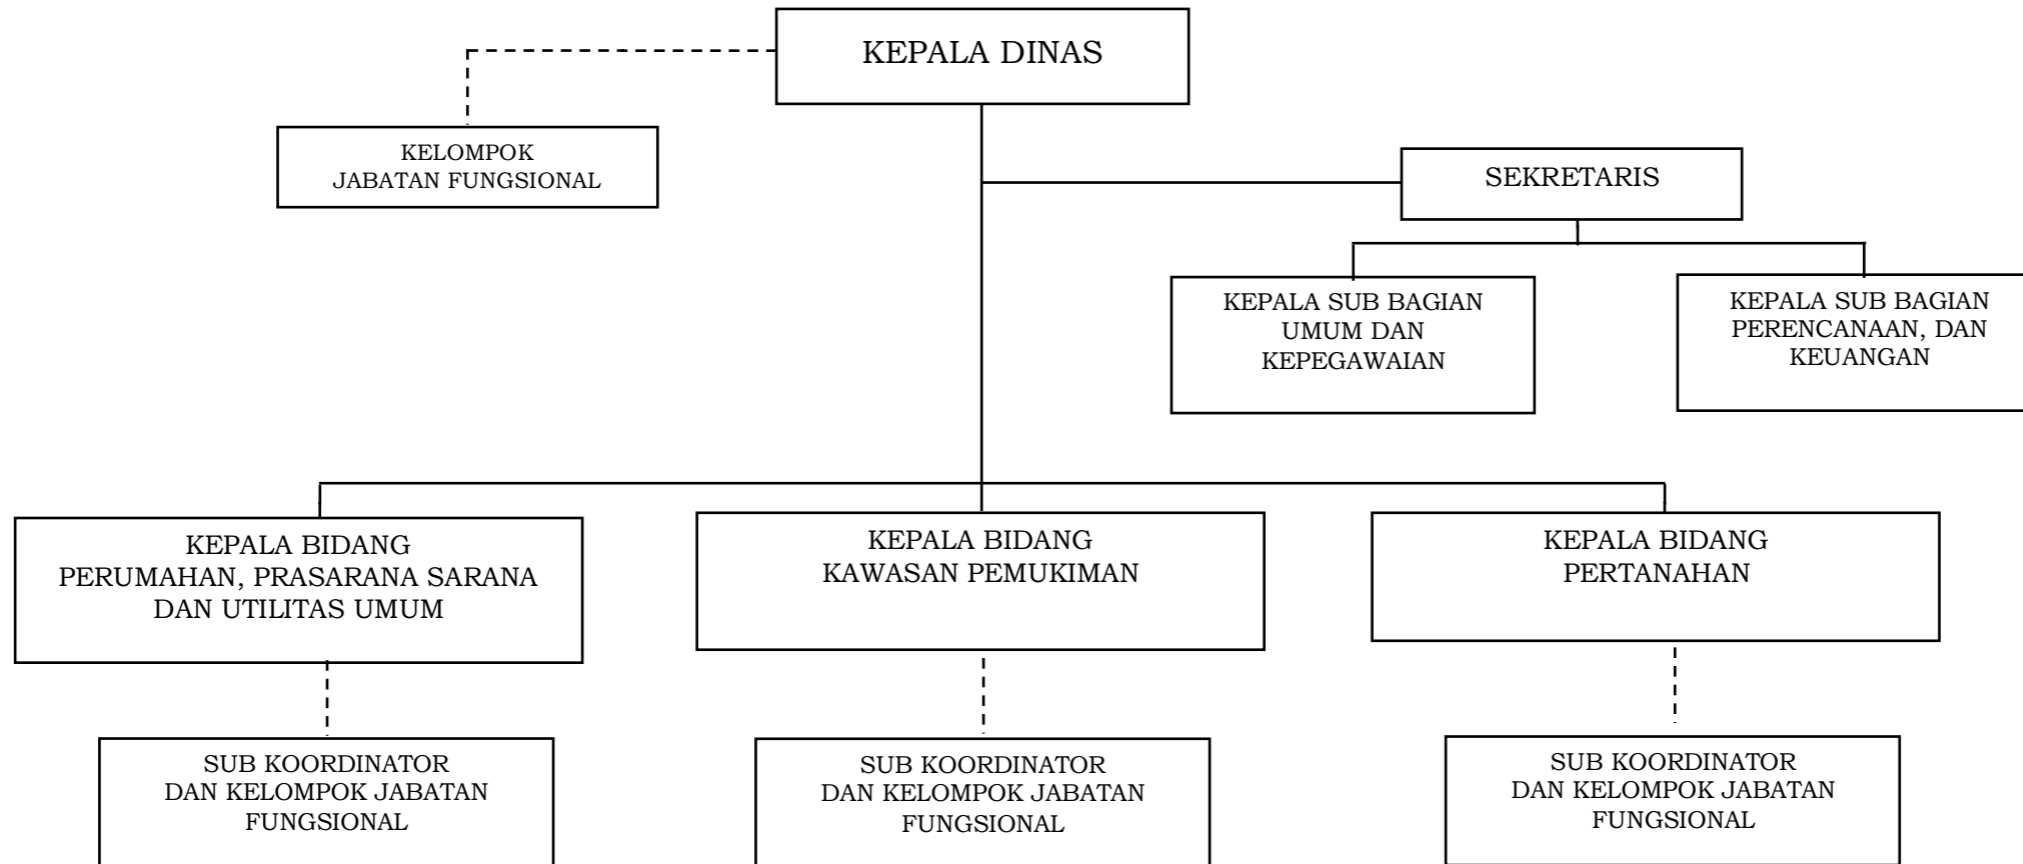 KEPALA DINAS
KELOMPOK
JABATAN FUNGSIONAL
SEKRETARIS
KEPALA SUB BAGIAN
UMUM DAN
KEPEGAWAIAN
KEPALA SUB BAGIAN
PERENCANAAN, DAN
KEUANGAN
KEPALA BIDANG
PERUMAHAN, PRASARANA SARANA
DAN UTILITAS UMUM
KEPALA BIDANG
KAWASAN PEMUKIMAN
KEPALA BIDANG
PERTANAHAN
SUB KOORDINATOR
DAN KELOMPOK JABATAN
FUNGSIONAL
SUB KOORDINATOR
DAN KELOMPOK JABATAN
FUNGSIONAL
SUB KOORDINATOR
DAN KELOMPOK JABATAN
FUNGSIONAL